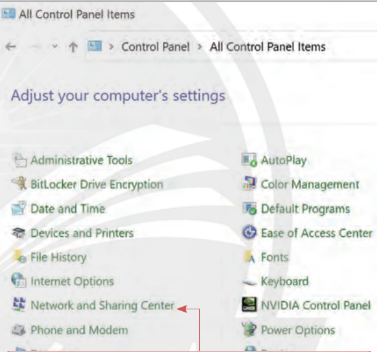 All Control Panel Items
Control Panel > All Control Panel Items
Adjust your computer's settings
Administrative Tools
AutoPlay
BitLocker Drive Encryption
Color Management
Date and Time
Default Programs
Devices and Printers
Ease of Access Center
File History
Fonts
Internet Options
Keyboard
Network and Sharing Center
NVIDIA Control Panel
Phone and Modem
Power Options